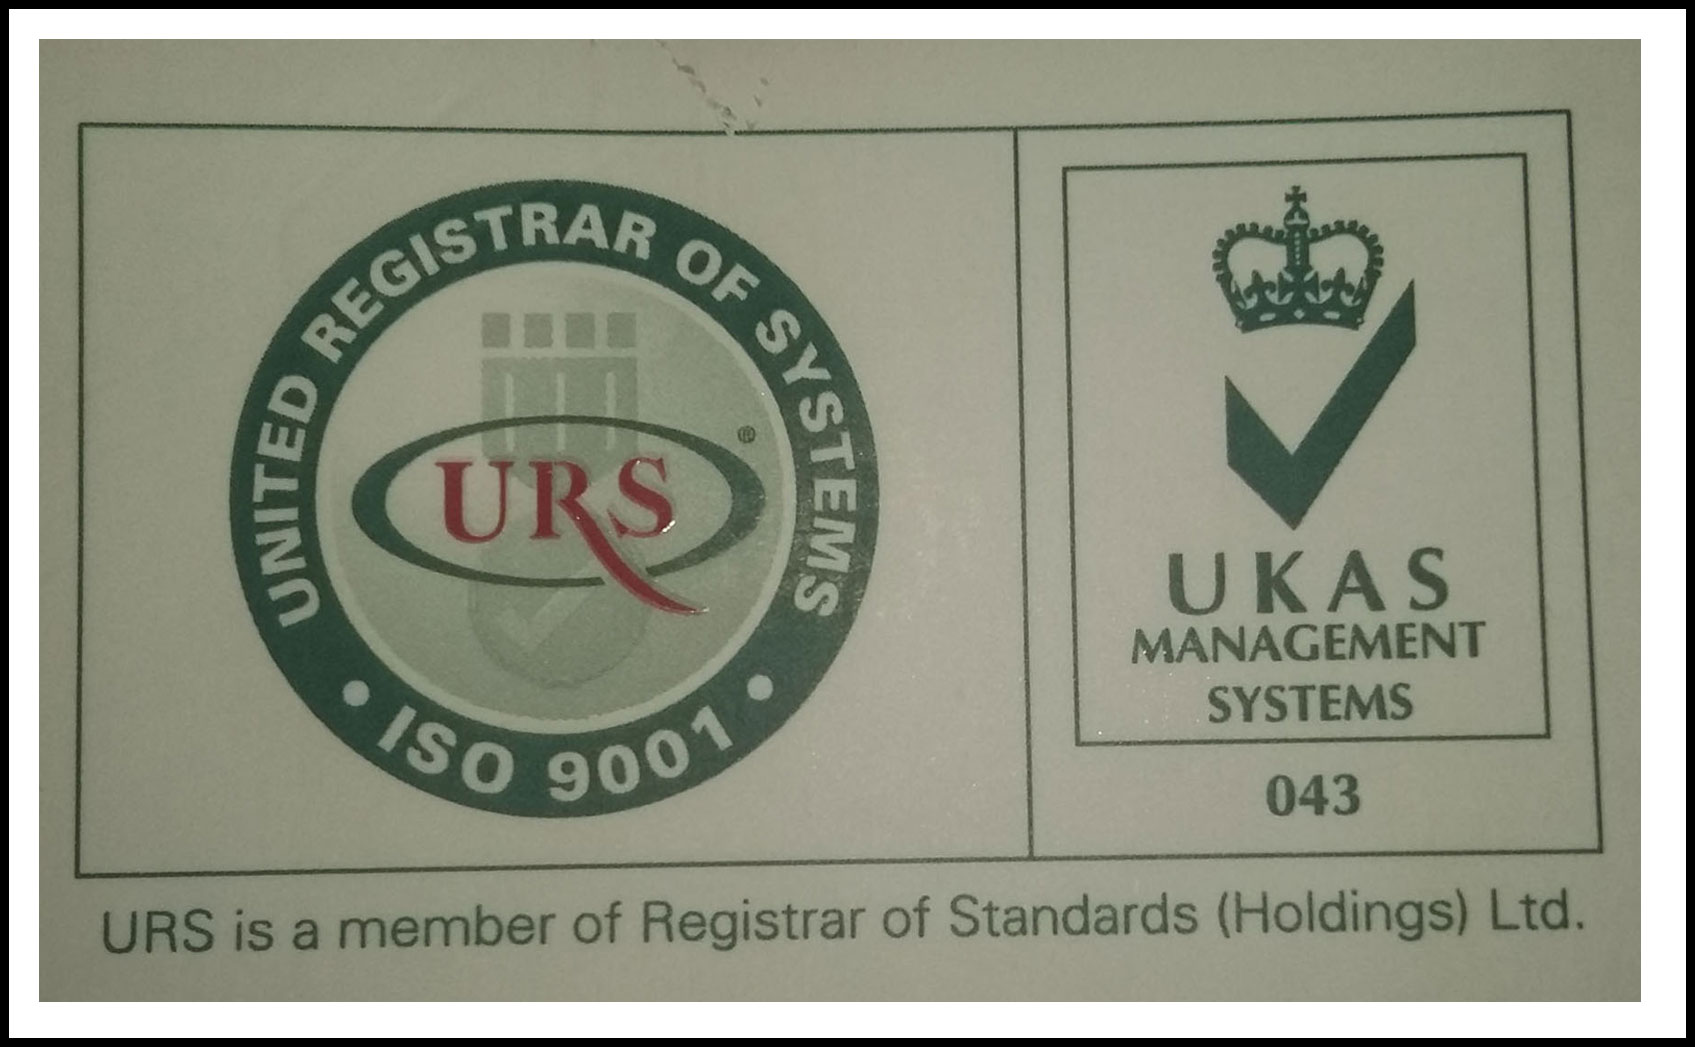 UNITED REGISTRAR OF SYSTEMS
URS®
• ISO 9001 •
UKAS
MANAGEMENT
SYSTEMS
043
URS is a member of Registrar of Standards (Holdings) Ltd.